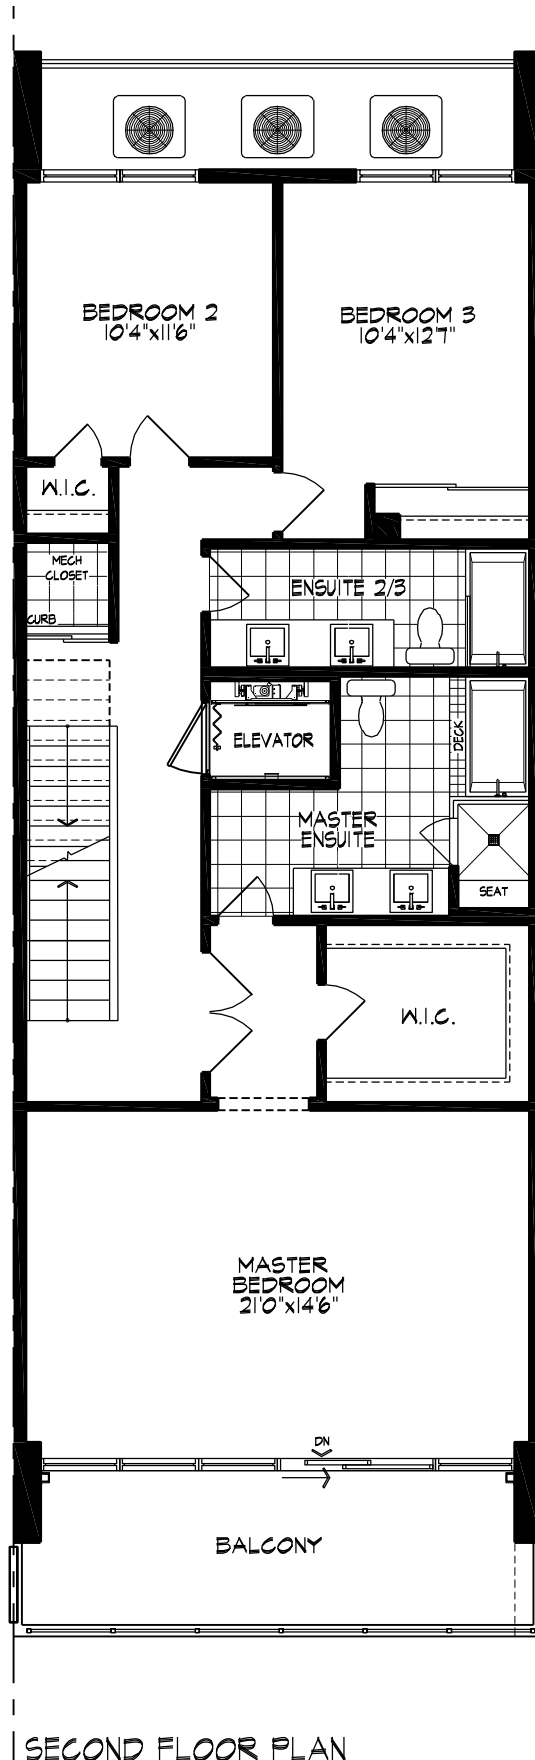 BEDROOM 2
10'4"x11'6"
BEDROOM 3
10'4"x12'7"
W.I.C.
MECH
CLOSET
CURB
ENSUITE 2/3
ELEVATOR
DECK
MASTER
ENSUITE
SEAT
W.I.C.
MASTER
BEDROOM
21'0"x14'6"
DN
BALCONY
SECOND FLOOR PLAN